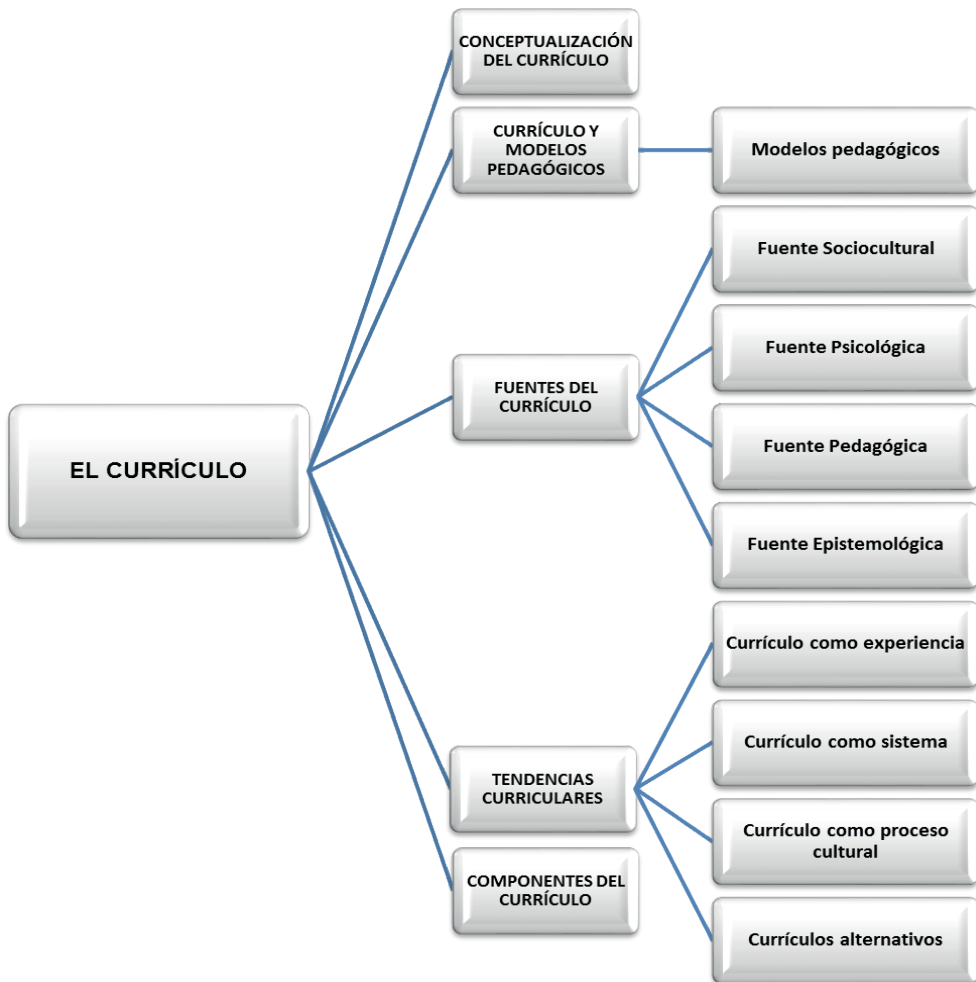 EL CURRÍCULO
CONCEPTUALIZACIÓN
DEL CURRÍCULO
CURRÍCULO Y
MODELOS
PEDAGÓGICOS
Modelos pedagógicos
FUENTES DEL
CURRÍCULO
Fuente Sociocultural
Fuente Psicológica
Fuente Pedagógica
Fuente Epistemológica
TENDENCIAS
CURRICULARES
Currículo como experiencia
Currículo como sistema
Currículo como proceso
cultural
Currículos alternativos
COMPONENTES DEL
CURRÍCULO